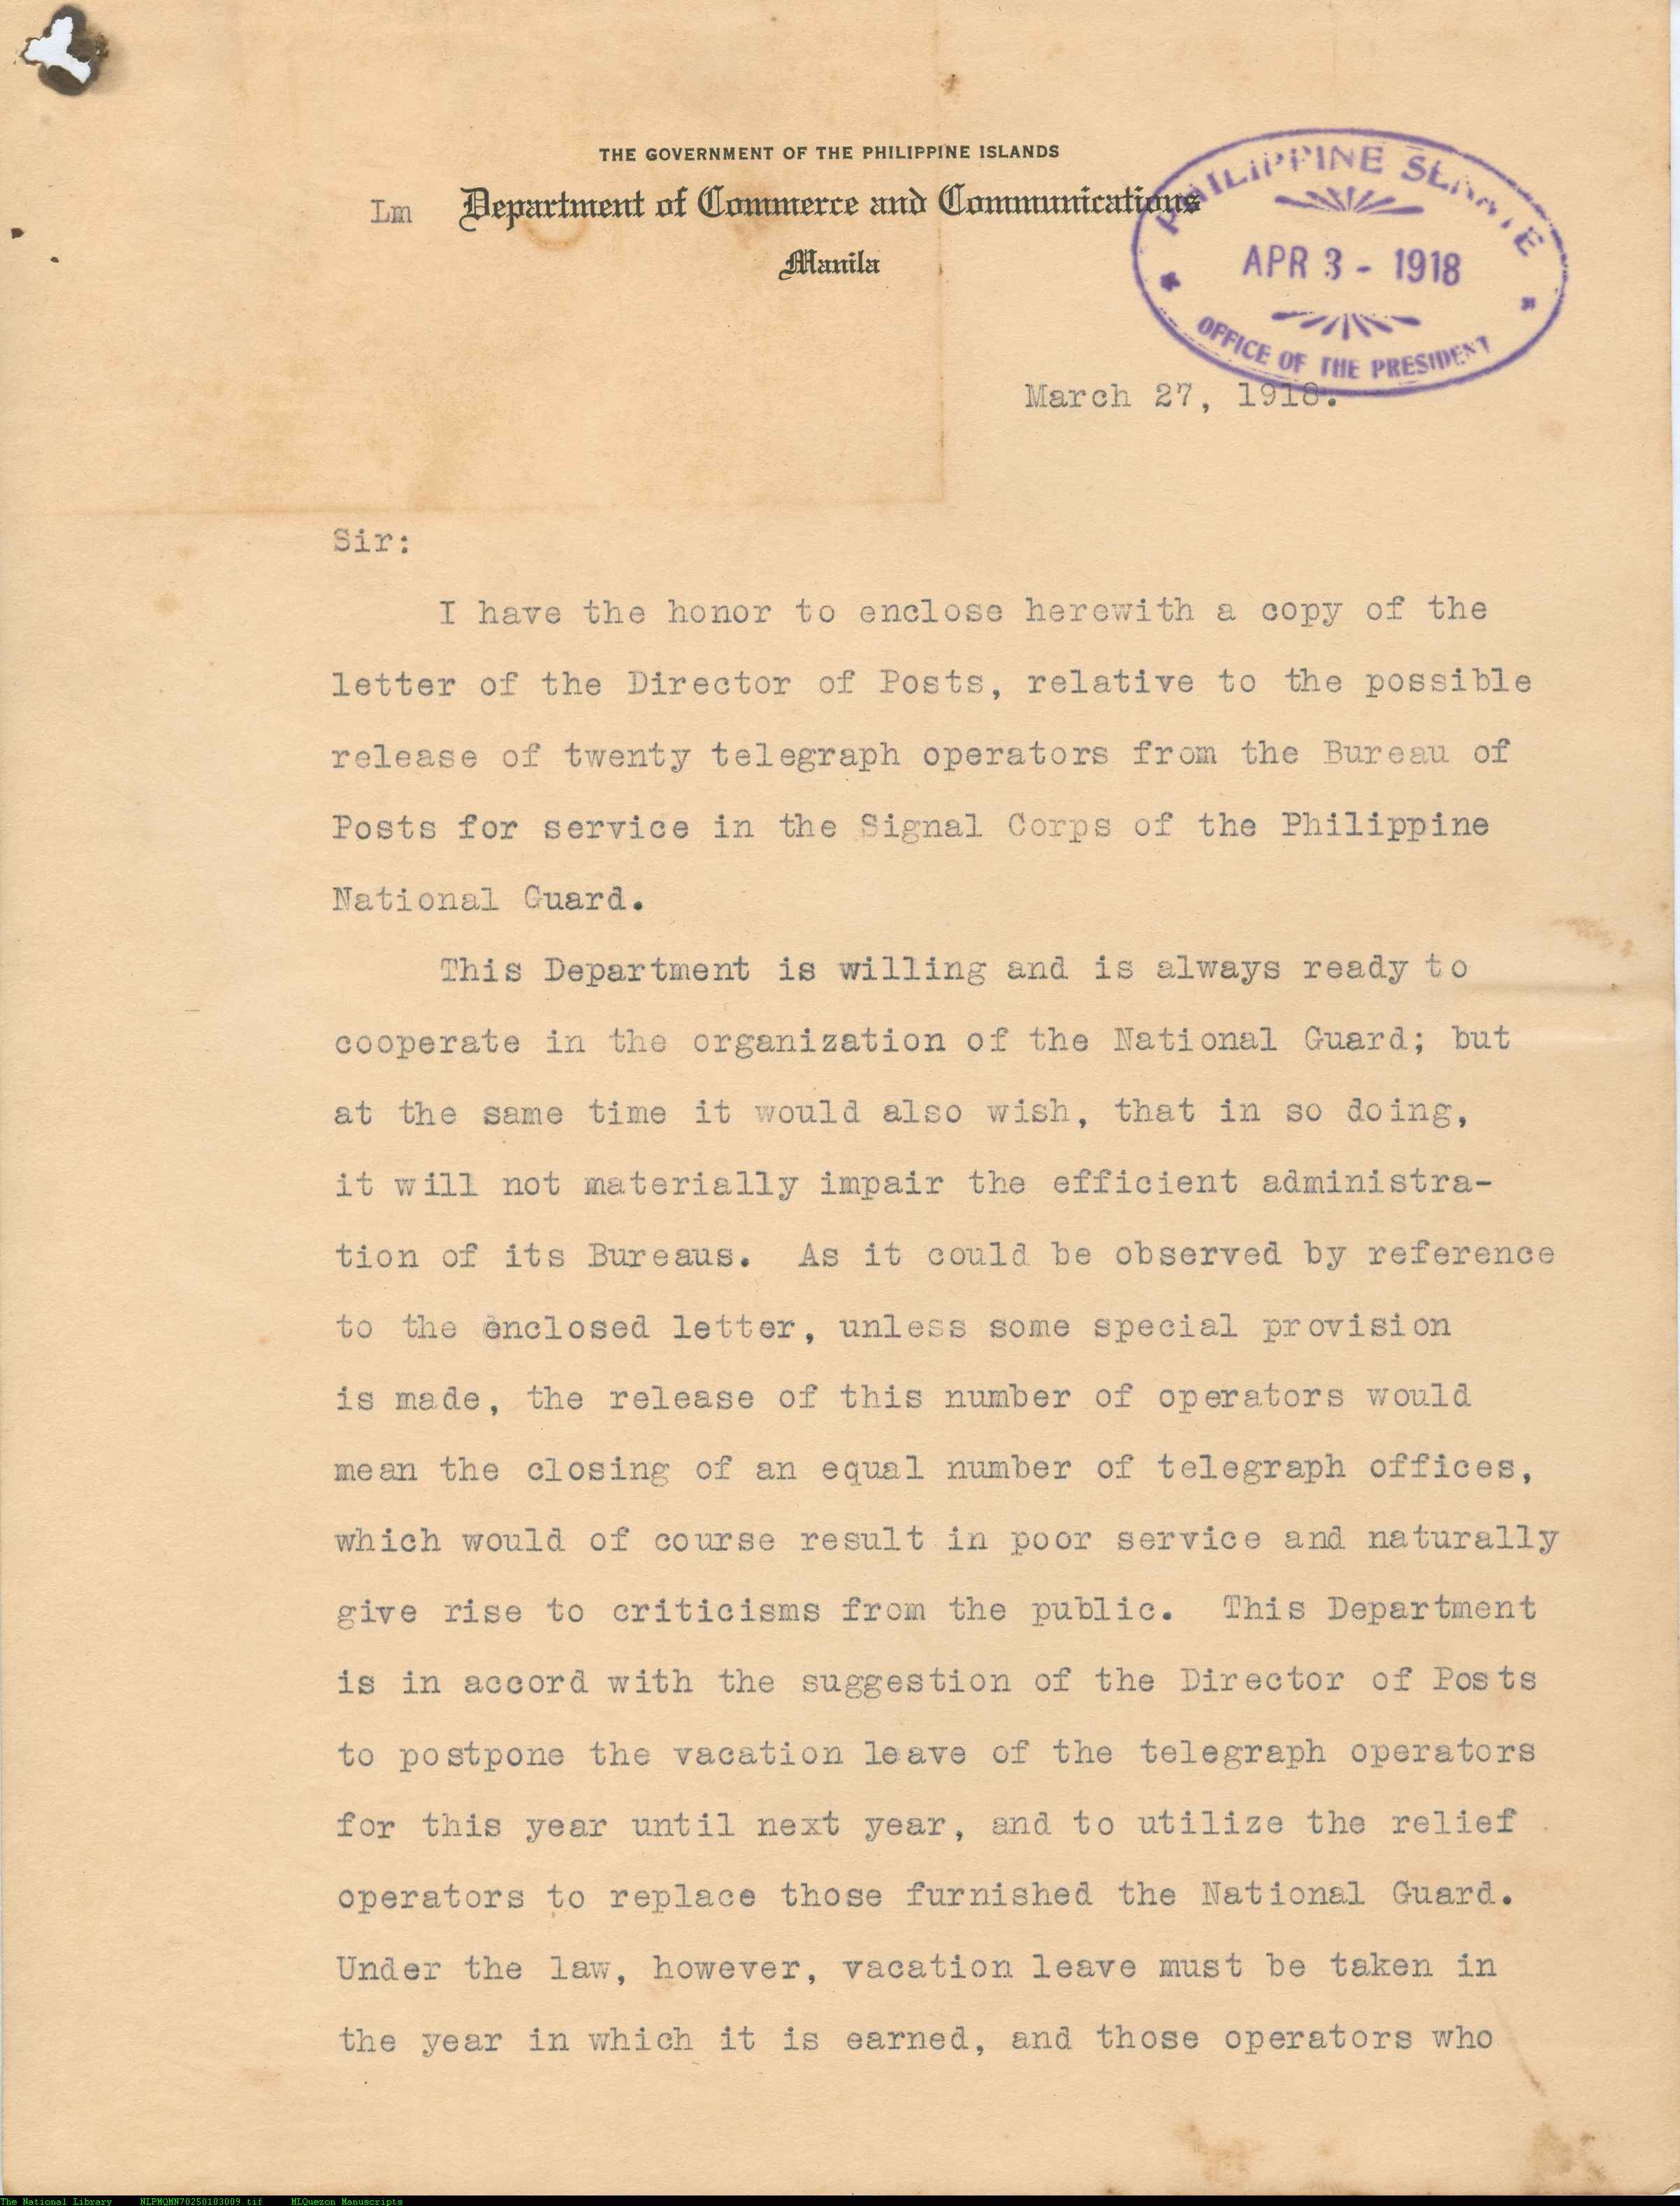 THE GOVERNMENT OF THE PHILIPPINE ISLANDS
Lm Department of Commerce and Communications
Manila
PHILIPPINE SENATE
APR 3 - 1918
OFFICE OF THE PRESIDENT
March 27, 1918.
Sir:
I have the honor to enclose herewith a copy of the
letter of the Director of Posts, relative to the possible
release of twenty telegraph operators from the Bureau of
Posts for service in the Signal Corps of the Philippine
National Guard.
This Department is willing and is always ready to
cooperate in the organization of the National Guard; but
at the same time it would also wish, that in so doing,
it will not materially impair the efficient administra-
tion of its Bureaus. As it could be observed by reference
to the enclosed letter, unless some special provision
is made, the release of this number of operators would
mean the closing of an equal number of telegraph offices,
which would of course result in poor service and naturally
give rise to criticisms from the public. This Department
is in accord with the suggestion of the Director of Posts
to postpone the vacation leave of the telegraph operators
for this year until next year, and to utilize the relief
operators to replace those furnished the National Guard.
Under the law, however, vacation leave must be taken in
the year in which it is earned, and those operators who
The National Library NLPMQMN70250103009.tif MLQuezon Manuscripts